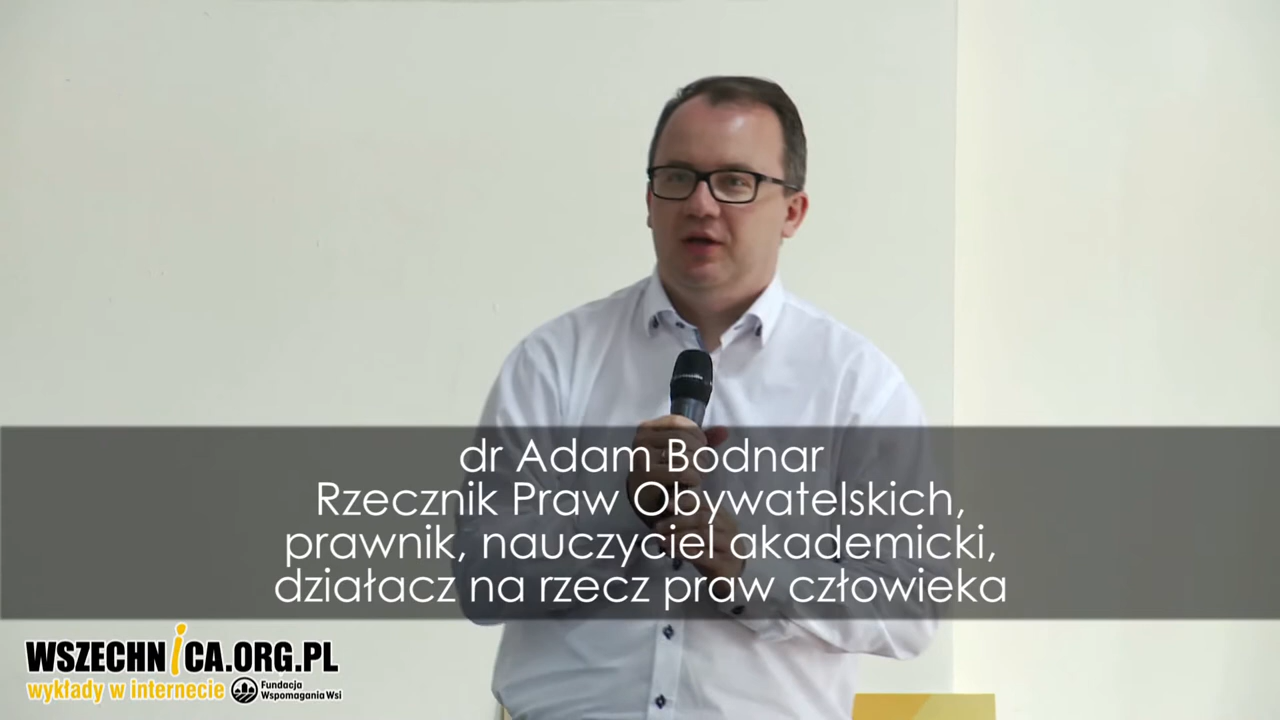 dr Adam Bodnar
Rzecznik Praw Obywatelskich,
prawnik, nauczyciel akademicki,
działacz na rzecz praw człowieka
WSZECHNICA.ORG.PL
wykłady w internecie
Fundacja
Wspomagania Wsi